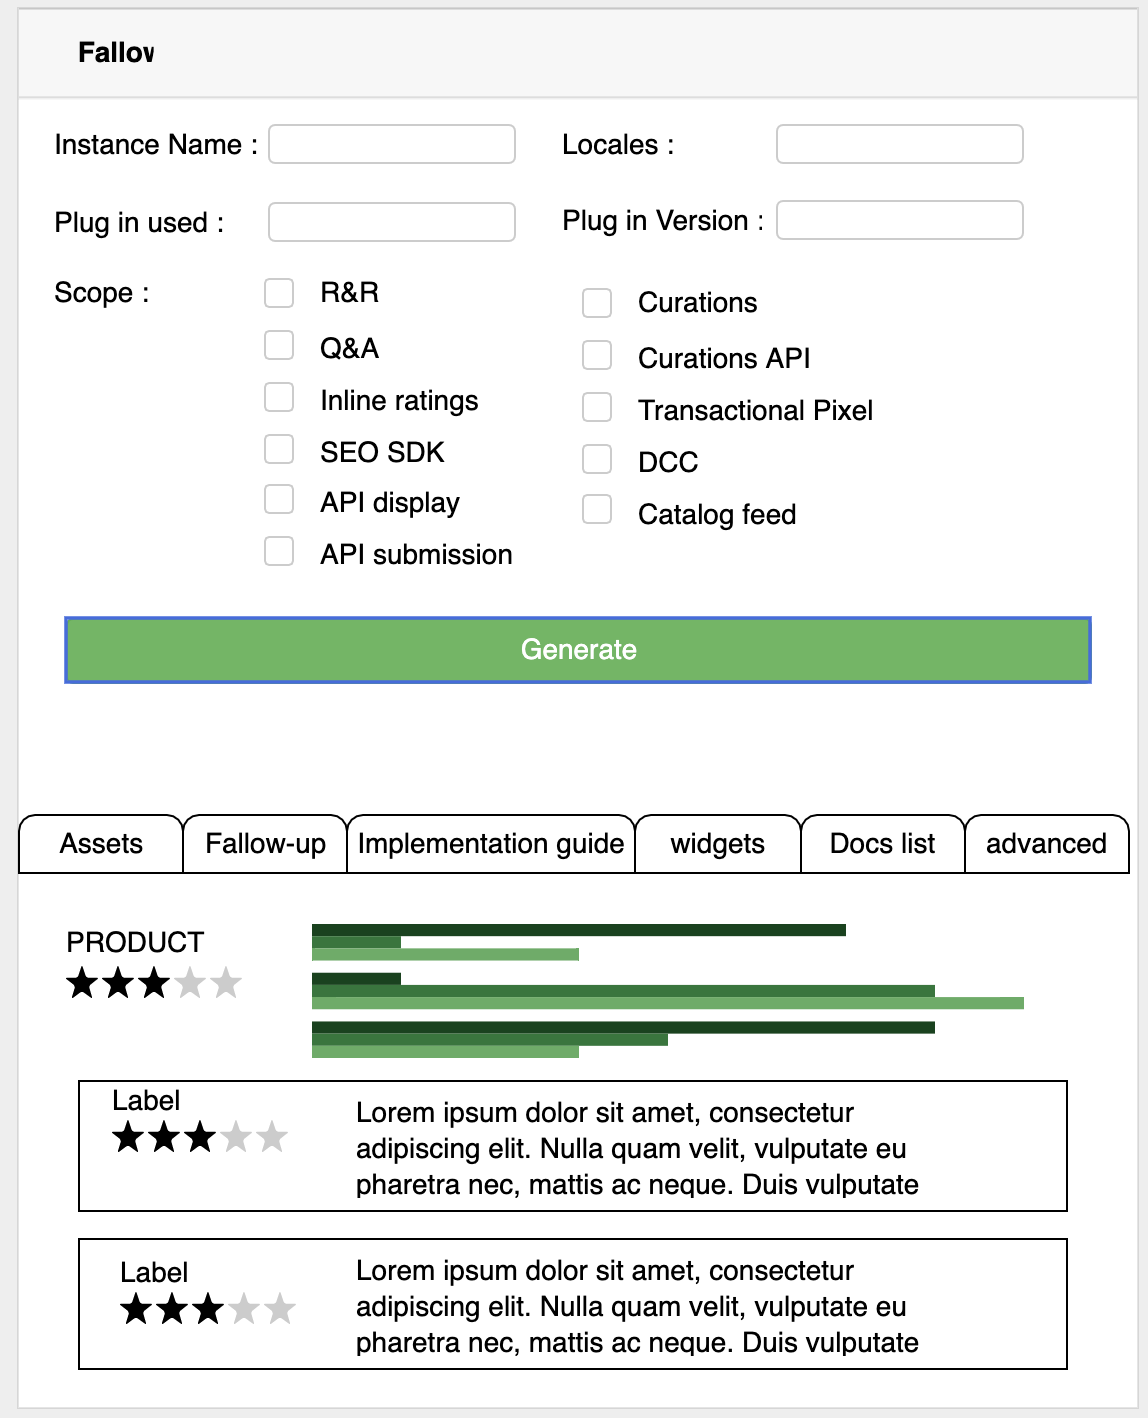 Fallov
Instance Name :
Locales :
Plug in used :
Plug in Version :
Scope :
R&R
Curations
Q&A
Curations API
Inline ratings
Transactional Pixel
SEO SDK
DCC
API display
Catalog feed
API submission
Generate
Assets
Fallow-up
Implementation guide
widgets
Docs list
advanced
PRODUCT
Label
Lorem ipsum dolor sit amet, consectetur
adipiscing elit. Nulla quam velit, vulputate eu
pharetra nec, mattis ac neque. Duis vulputate
Label
Lorem ipsum dolor sit amet, consectetur
adipiscing elit. Nulla quam velit, vulputate eu
pharetra nec, mattis ac neque. Duis vulputate